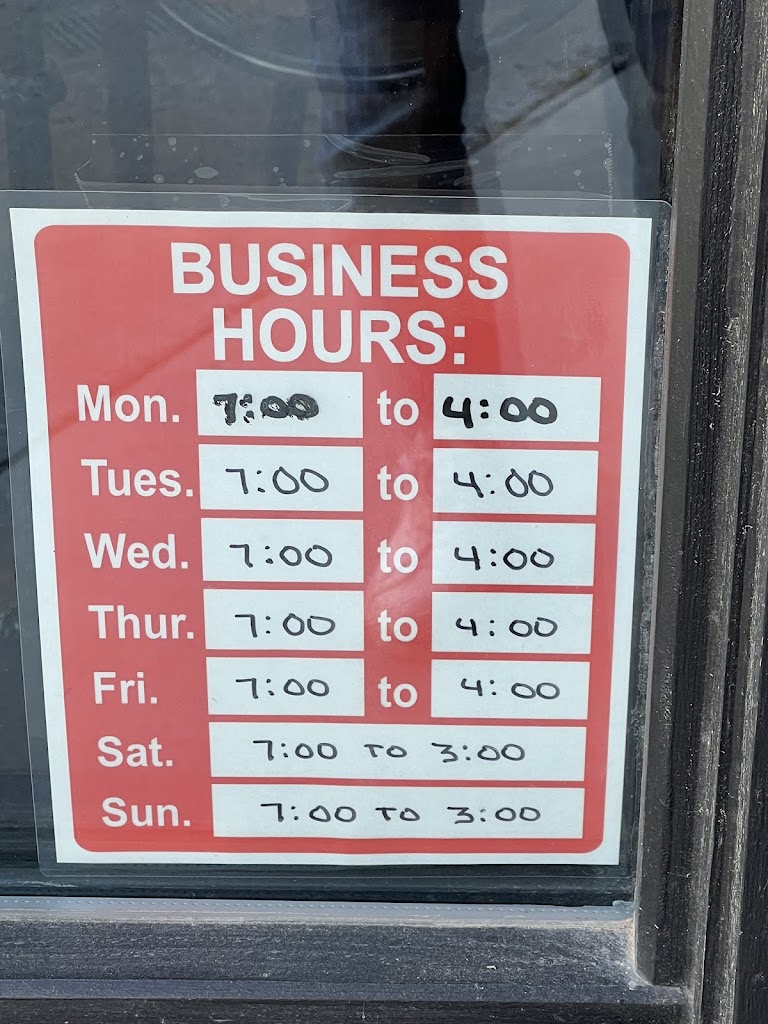 BUSINESS
HOURS:
Mon. 7:00 to 4:00
Tues. 7:00 to 4:00
Wed. 7:00 to 4:00
Thur. 7:00 to 4:00
Fri. 7:00 to 4:00
Sat. 7:00 TO 3:00
Sun. 7:00 TO 3:00